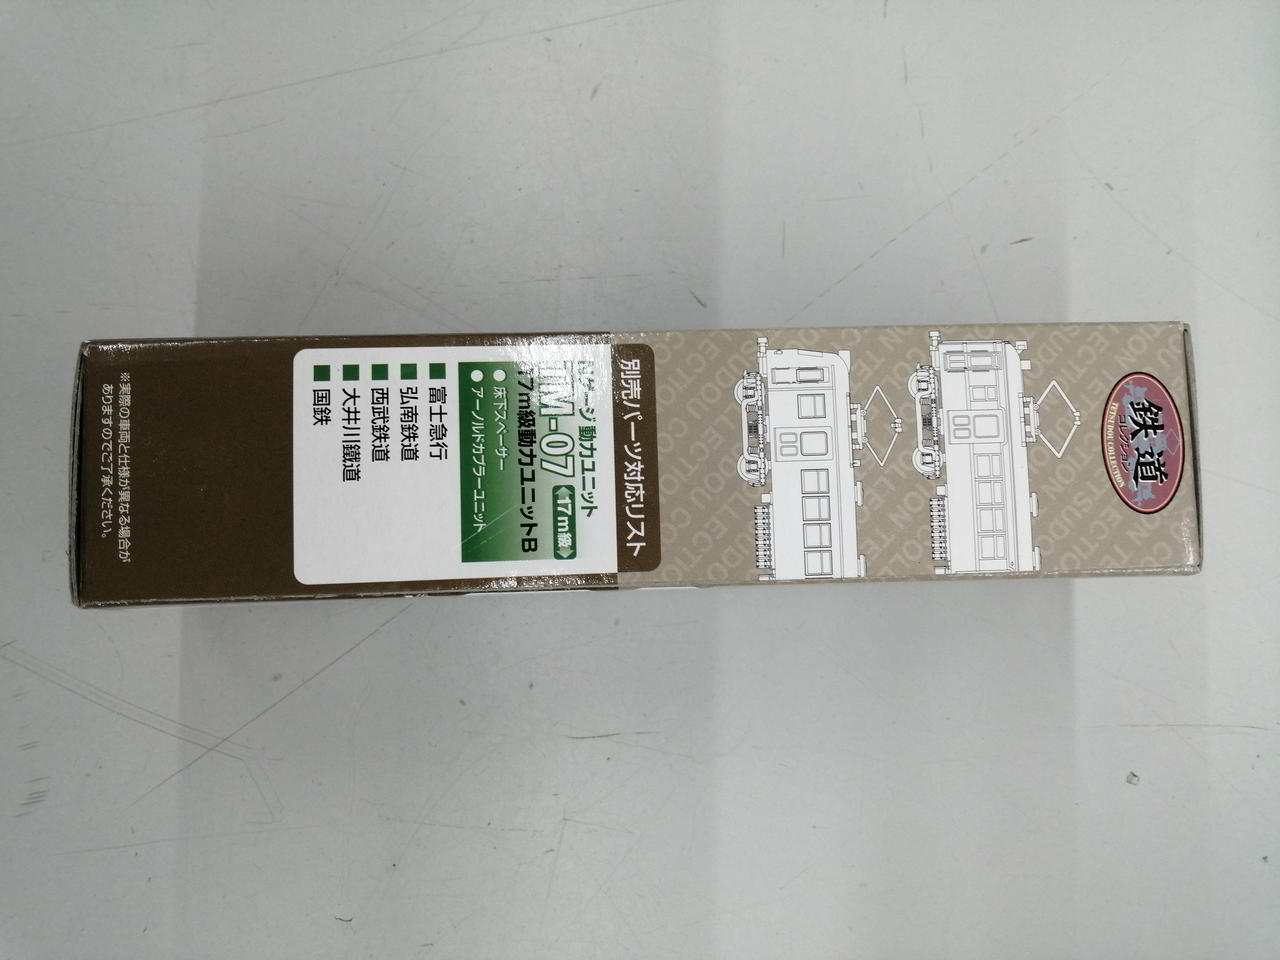 鉄道
コレクション
TETSUDOU COLLECTION
別売パーツ対応リスト
動力ユニット
TM-07
17m級
17m級動力ユニットB
●床下スペーサー
●アーノルドカプラーユニット
富士急行
弘南鉄道
西武鉄道
大井川鐵道
国鉄
※実際の車両と仕様が異なる場合が
ありますのでご了承ください。